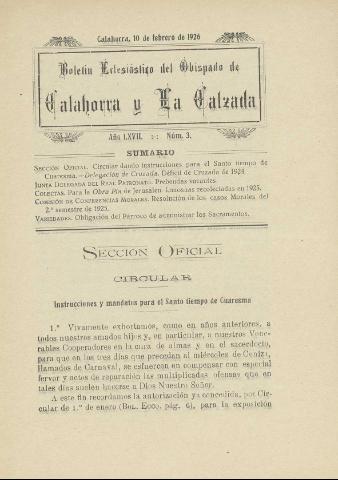 Calahorra, 10 de febrero de 1926
Boletín Eclesiástico del Obispado de
Calahorra y La Calzada
Año LXVII. Núm. 3.
SUMARIO
SECCIÓN OFICIAL. Circular dando instrucciones para el Santo tiempo de
Cuaresma.—Delegación de Cruzada. Déficit de Cruzada de 1924.
JUNTA DELEGADA DEL REAL PATRONATO. Prebendas vacantes.
COLECTAS. Para la Obra Pía de Jerusalén. Limosnas recolectadas en 1925.
COMISIÓN DE CONFERENCIAS MORALES. Resolución de los casos Morales del
2.º semestre de 1925.
VARIEDADES. Obligación del Párroco de administrar los Sacramentos.
SECCIÓN OFICIAL
CIRCULAR
Instrucciones y mandatos para el Santo tiempo de Cuaresma
1.º Vivamente exhortamos, como en años anteriores, a
todos nuestros amados hijos y, en particular, a nuestros Vene-
rables Cooperadores en la cura de almas y en el sacerdocio,
para que en los tres días que preceden al miércoles de Ceniza,
llamados de Carnaval, se esfuercen en compensar con especial
fervor y actos de reparación las multiplicadas ofensas que en
tales días suelen hacerse a Dios Nuestro Señor.
A este fin recordamos la autorización ya concedida, por Cir-
cular de 1.º de enero (BOL. ECCO. pág. 6), para la exposición